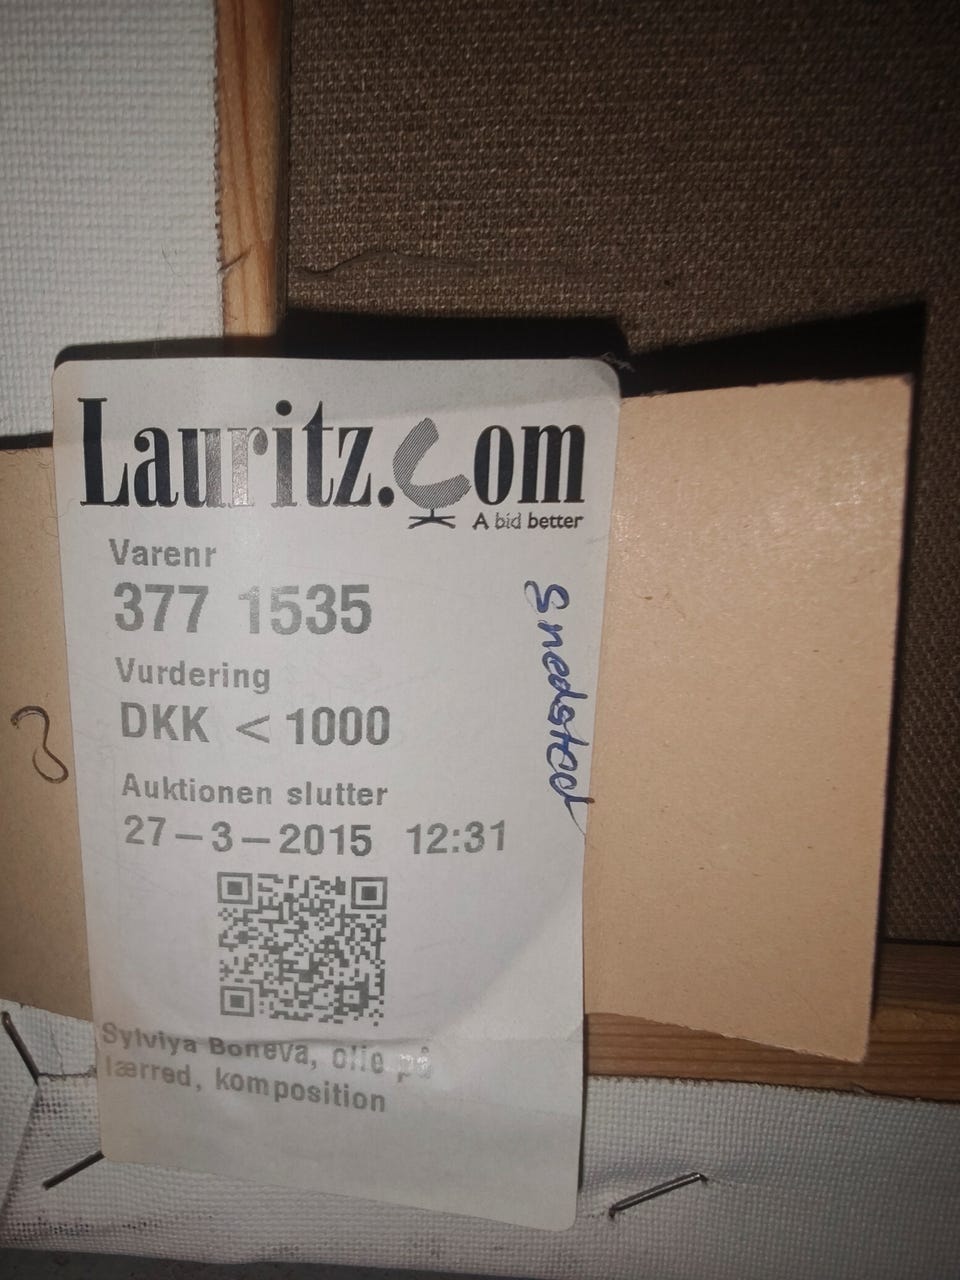 Lauritz.Com
A bid better
Varenr
377 1535
Vurdering
DKK < 1000
Auktionen slutter
27-3-2015 12:31
Sylviya Boneva, olie på
lærred, komposition
Snedsted